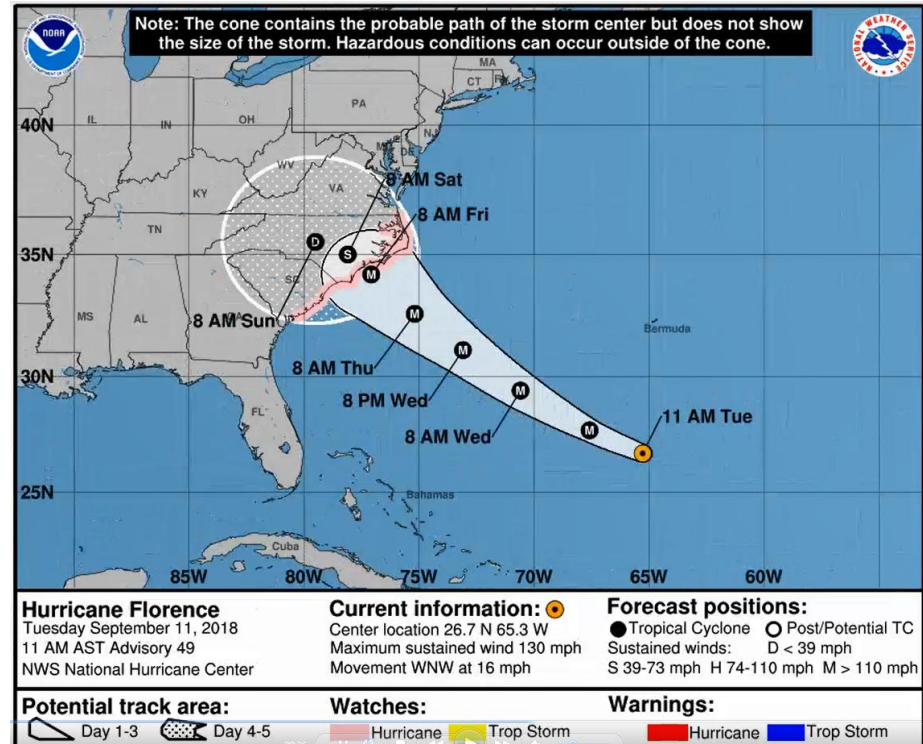 Note: The cone contains the probable path of the storm center but does not show
the size of the storm. Hazardous conditions can occur outside of the cone.
NOAA
MA
CT
40N
IL
IN
OH
PA
NJ
DE
WV
VA
8 AM Sat
KY
8 AM Fri
TN
35N
D
S
M
SC
MS
AL
8 AM Sun
M
Bermuda
8 AM Thu
M
30N
8 PM Wed
M
8 AM Wed
M
11 AM Tue
FL
25N
Bahamas
Cuba
85W
80W
75W
70W
65W
60W
Hurricane Florence
Tuesday September 11, 2018
11 AM AST Advisory 49
NWS National Hurricane Center
Current information:
Center location 26.7 N 65.3 W
Maximum sustained wind 130 mph
Movement WNW at 16 mph
Forecast positions:
Tropical Cyclone Post/Potential TC
Sustained winds: D < 39 mph
S 39-73 mph H 74-110 mph M > 110 mph
Potential track area:
Day 1-3 Day 4-5
Watches:
Hurricane Trop Storm
Warnings:
Hurricane Trop Storm